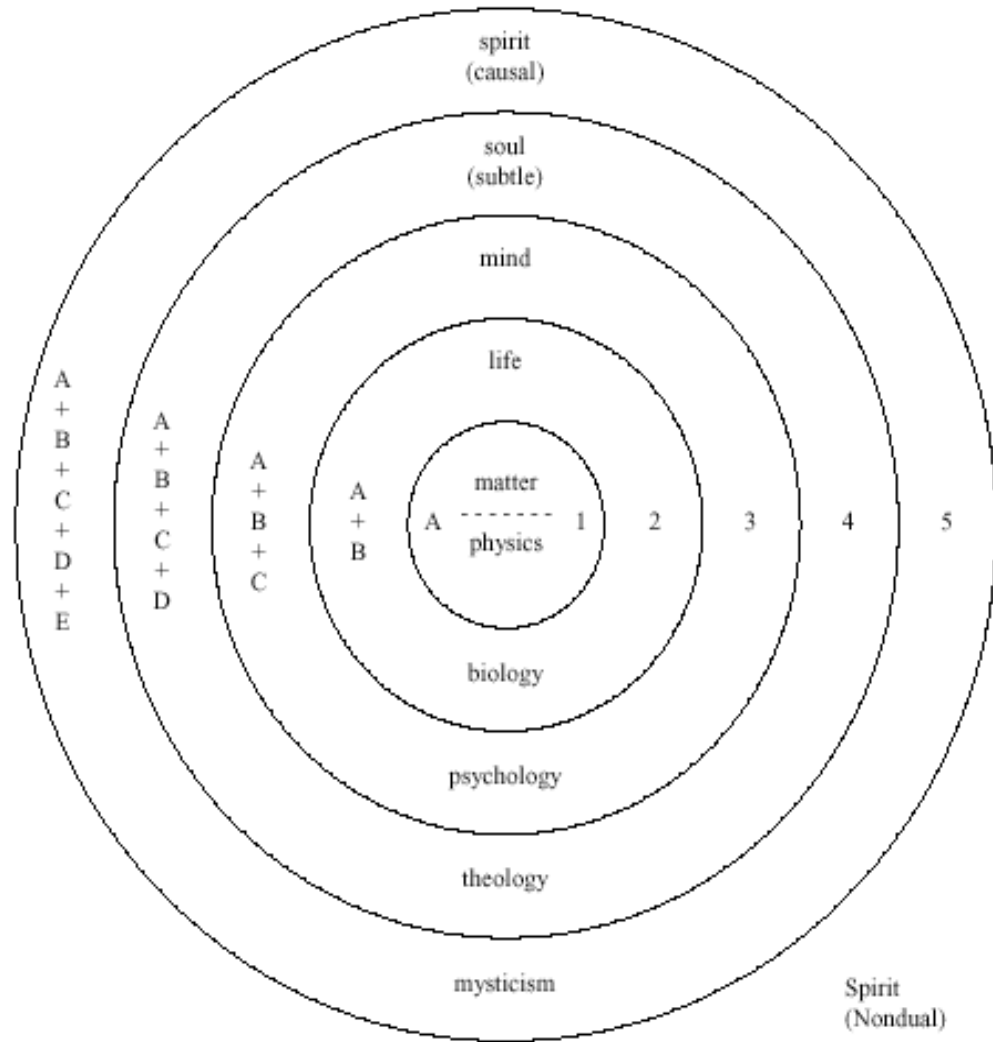 spirit
(causal)
soul
(subtle)
mind
life
matter
physics
A
+
B
+
C
+
D
+
E
A
+
B
+
C
+
D
A
+
B
+
C
A
+
B
A
1
2
3
4
5
biology
psychology
theology
mysticism
Spirit
(Nondual)